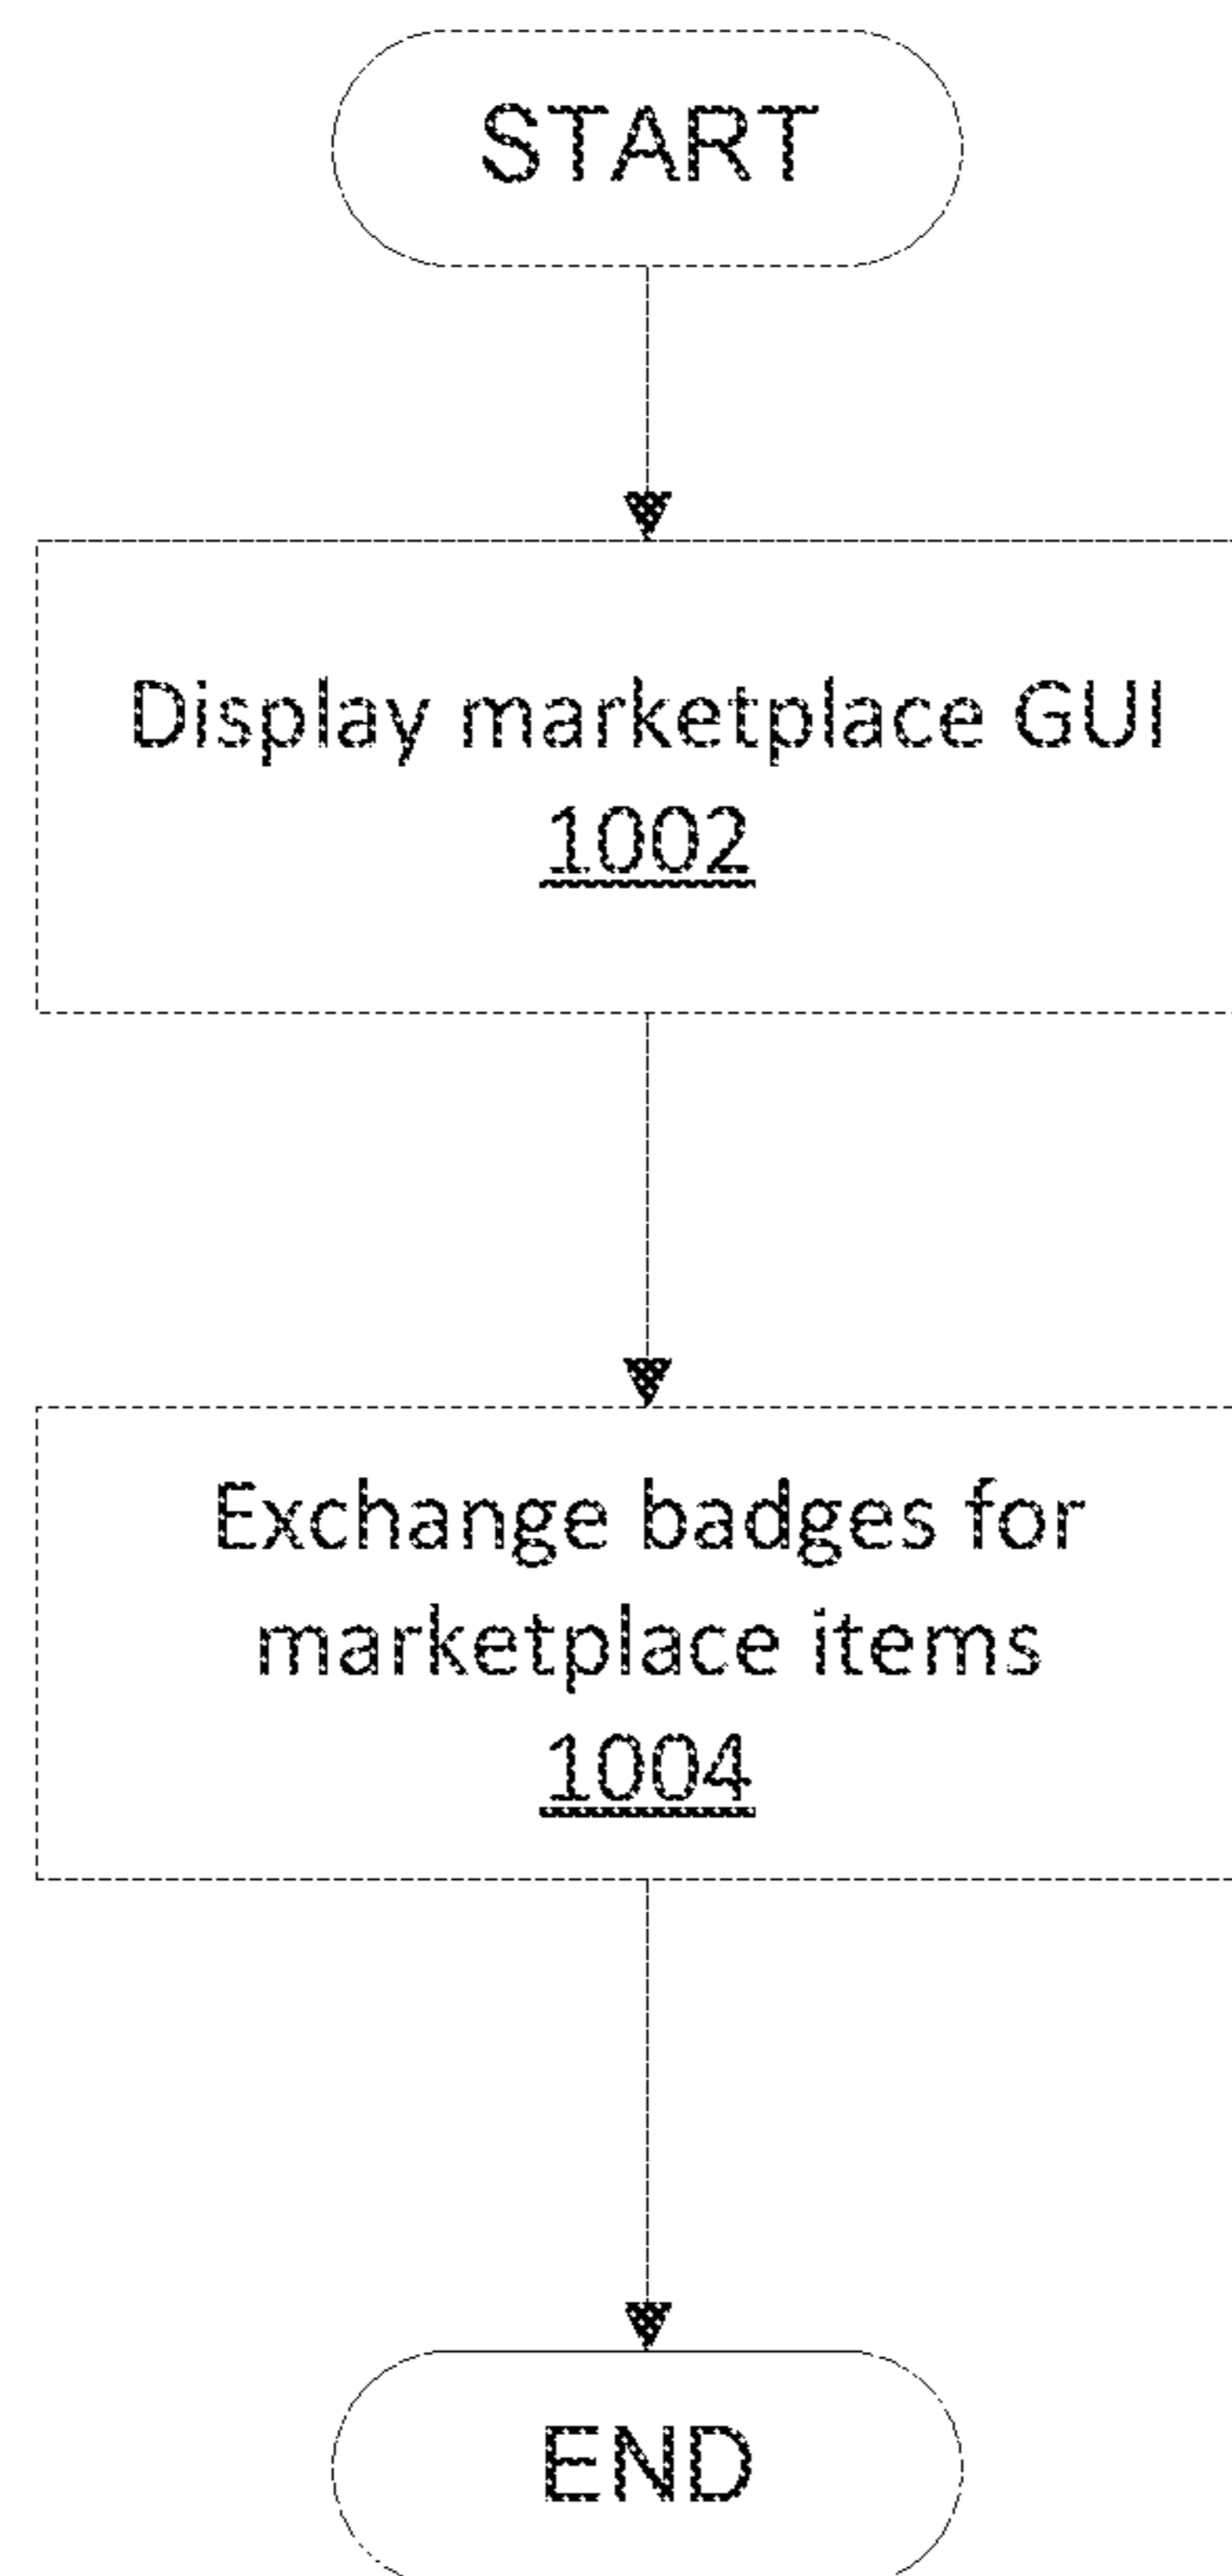 START
Display marketplace GUI
1002
Exchange badges for
marketplace items
1004
END